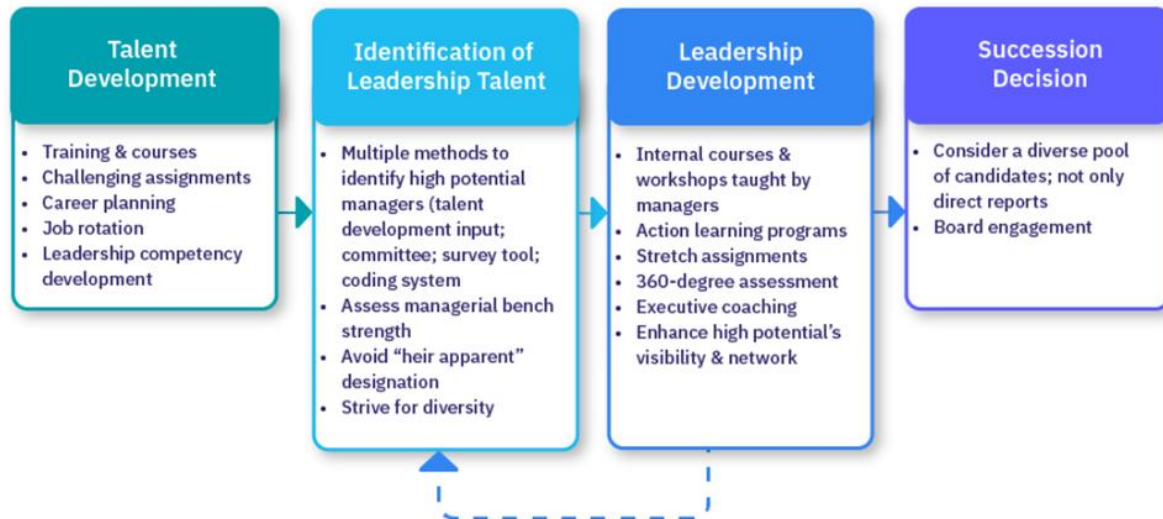 Talent
Development
• Training & courses
• Challenging assignments
• Career planning
• Job rotation
• Leadership competency
development
Identification of
Leadership Talent
• Multiple methods to
identify high potential
managers (talent
development input;
committee; survey tool;
coding system
• Assess managerial bench
strength
• Avoid “heir apparent”
designation
• Strive for diversity
Leadership
Development
• Internal courses &
workshops taught by
managers
• Action learning programs
• Stretch assignments
• 360-degree assessment
• Executive coaching
• Enhance high potential’s
visibility & network
Succession
Decision
• Consider a diverse pool
of candidates; not only
direct reports
• Board engagement